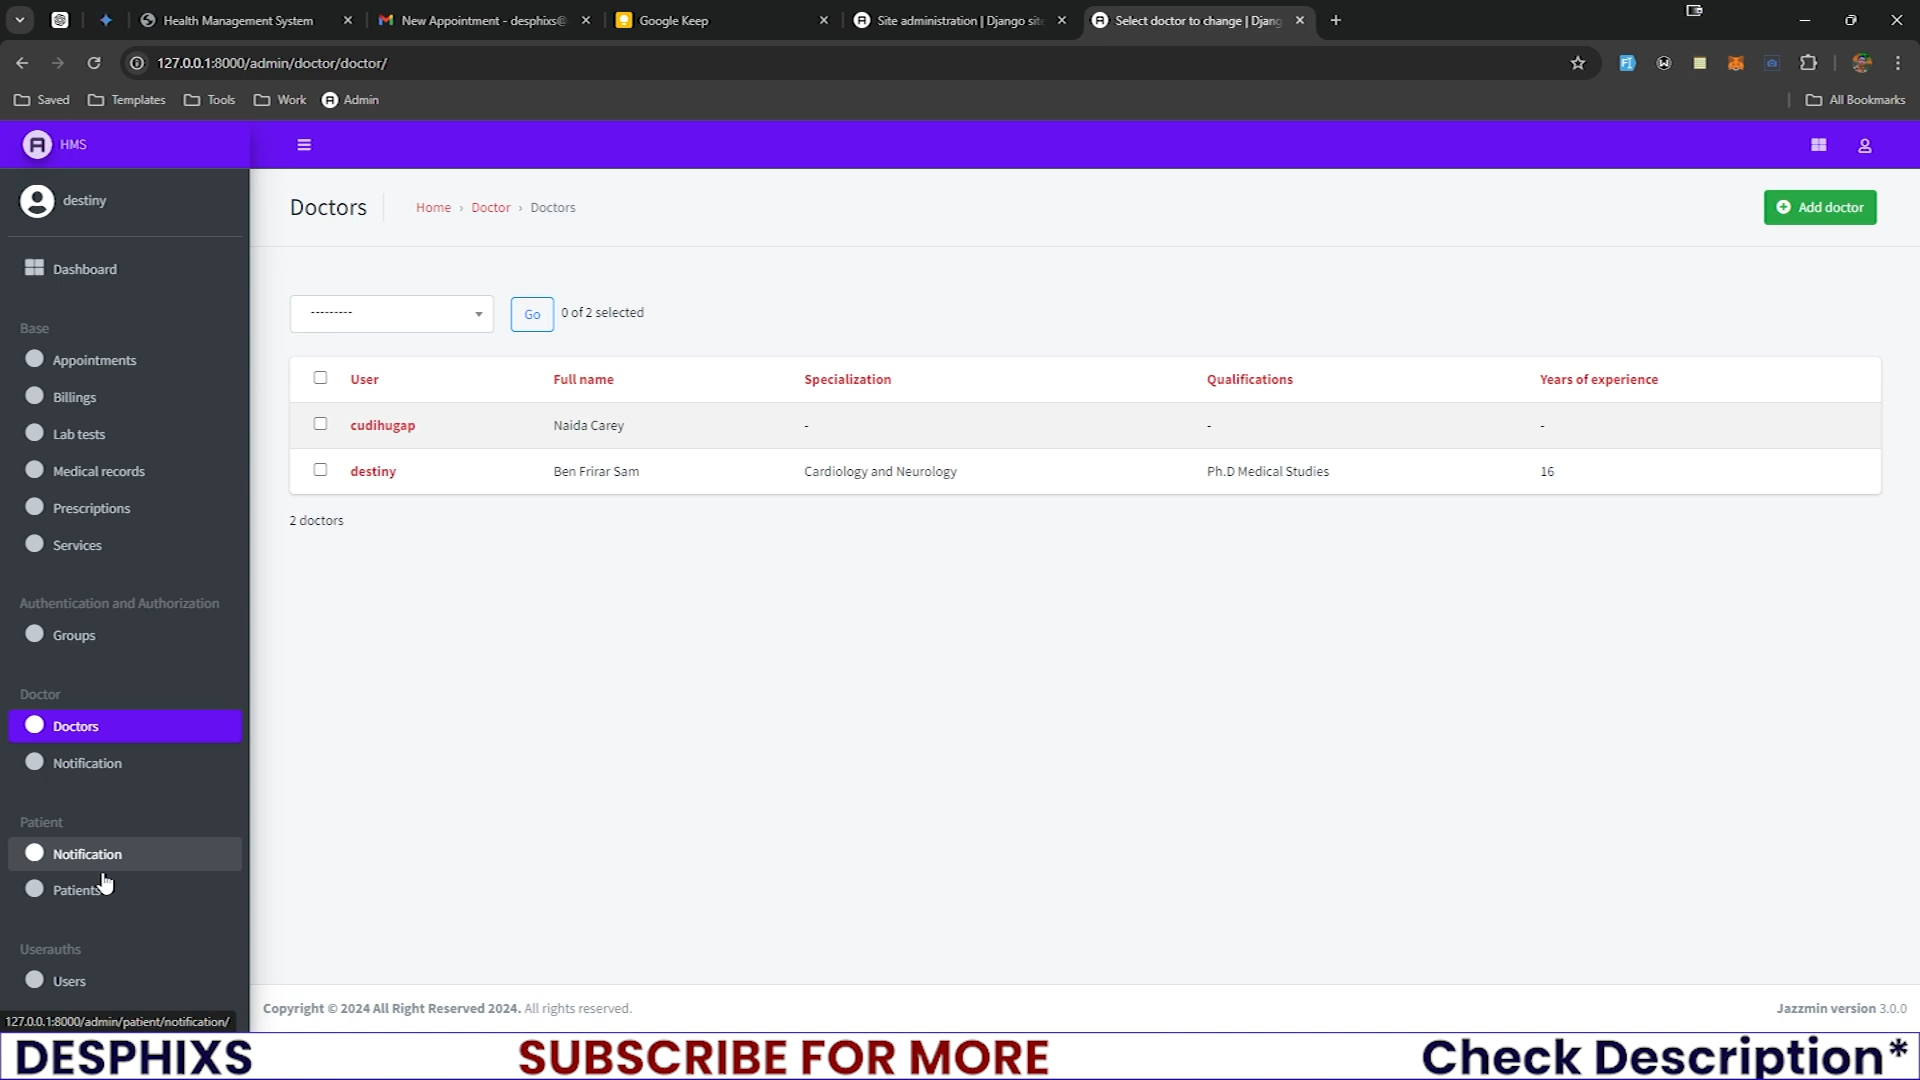 Health Management System
New Appointment - desphixs@
Google Keep
Site administration | Django sit
Select doctor to change | Djang
127.0.0.1:8000/admin/doctor/doctor/
Saved
Templates
Tools
Work
Admin
All Bookmarks
HMS
destiny
Doctors
Home › Doctor › Doctors
Add doctor
Dashboard
---------
Go
0 of 2 selected
Base
Appointments
Billings
Lab tests
Medical records
Prescriptions
Services
User Full name Specialization Qualifications Years of experience
cudihugap Naida Carey - - -
destiny Ben Frirar Sam Cardiology and Neurology Ph.D Medical Studies 16
2 doctors
Authentication and Authorization
Groups
Doctor
Doctors
Notification
Patient
Notification
Patients
Userauths
Users
127.0.0.1:8000/admin/patient/notification/
Copyright © 2024 All Right Reserved 2024. All rights reserved.
Jazzmin version 3.0.0
DESPHIXS
SUBSCRIBE FOR MORE
Check Description*